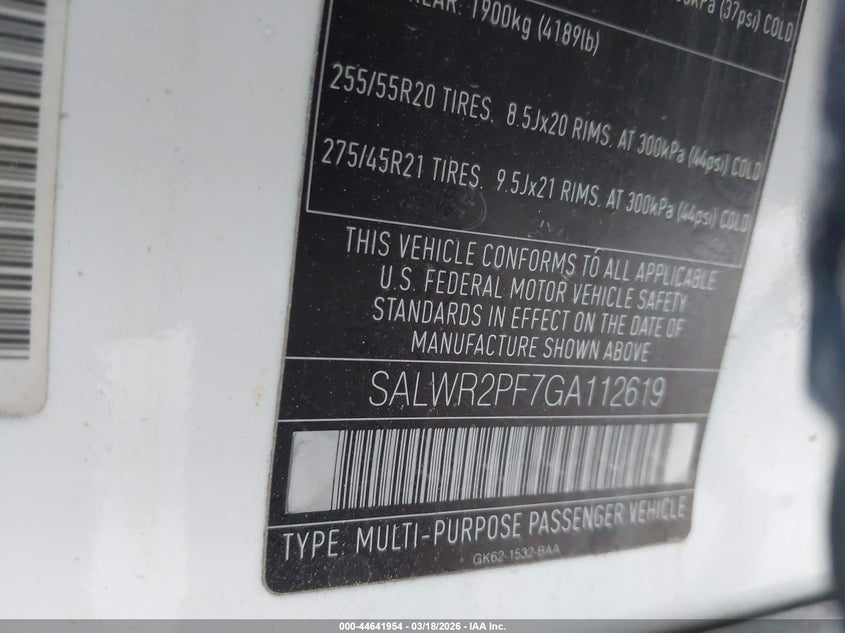 (37psi) COLD
1900kg (4189lb)
255/55R20 TIRES. 8.5Jx20 RIMS. AT 300kPa (44psi) COLD
275/45R21 TIRES. 9.5Jx21 RIMS. AT 300kPa (44psi) COLD
THIS VEHICLE CONFORMS TO ALL APPLICABLE
U.S. FEDERAL MOTOR VEHICLE SAFETY
STANDARDS IN EFFECT ON THE DATE OF
MANUFACTURE SHOWN ABOVE
SALWR2PF7GA112619
TYPE: MULTI-PURPOSE PASSENGER VEHICLE
GK62-1532-BAA
000-44641954 - 03/18/2026 - IAA Inc.